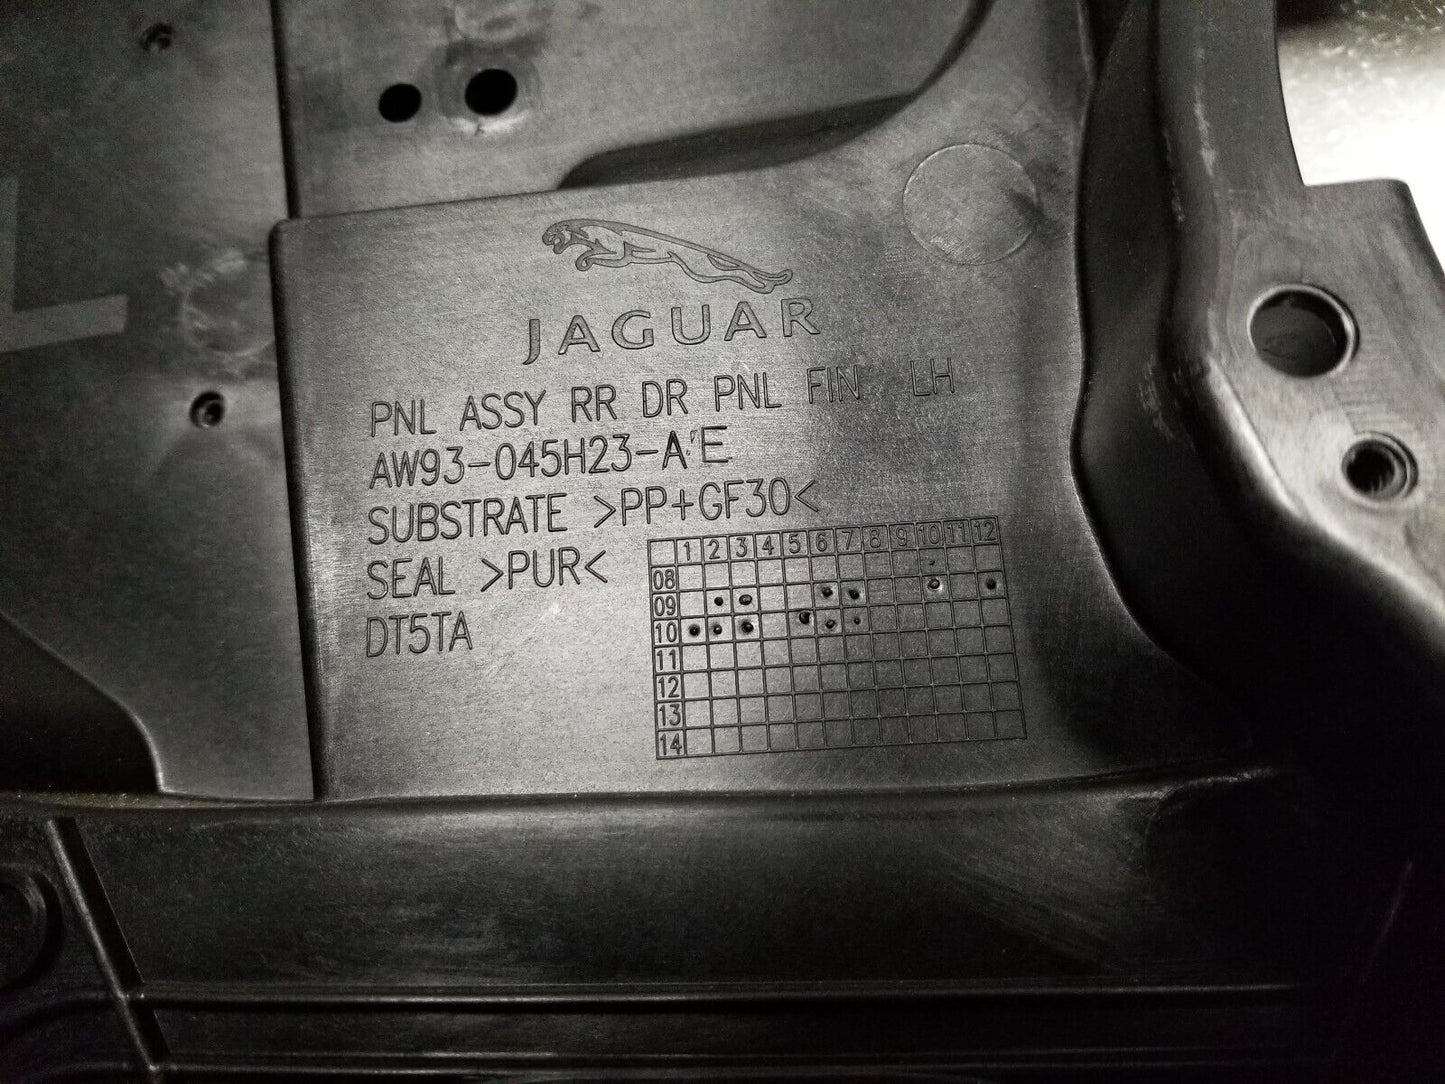 JAGUAR
PNL ASSY RR DR PNL FIN LH
AW93-045H23-AE
SUBSTRATE >PP+GF30<
SEAL >PUR<
DT5TA
1 2 3 4 5 6 7 8 9 10 11 12
08
09
10
11
12
13
14